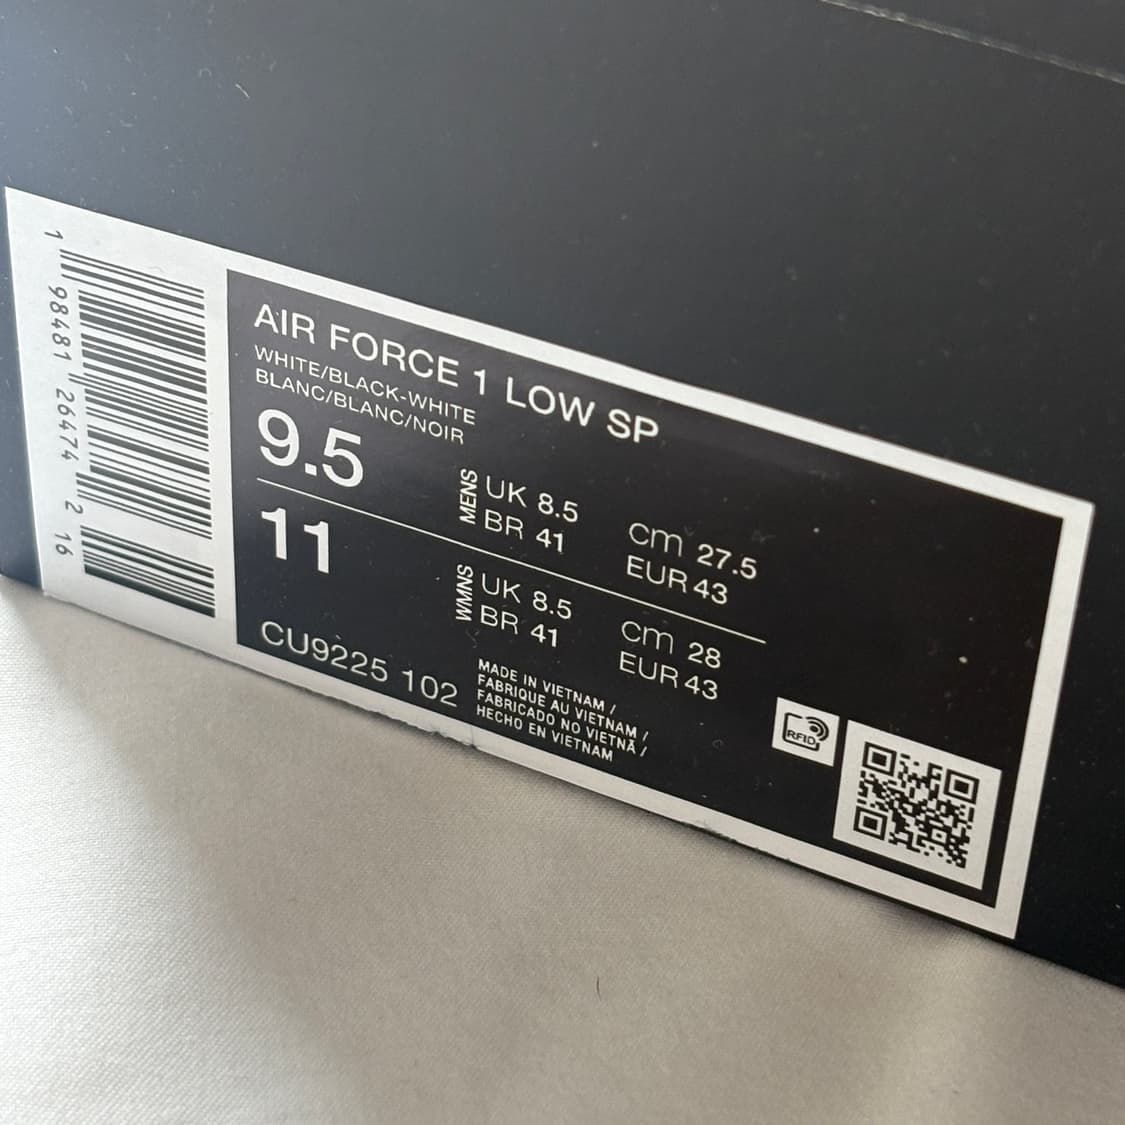 1 98481 26474 2 16
AIR FORCE 1 LOW SP
WHITE/BLACK-WHITE
BLANC/BLANC/NOIR
9.5
MENS
UK 8.5
BR 41
cm 27.5
EUR 43
11
WMNS
UK 8.5
BR 41
cm 28
EUR 43
CU9225 102
MADE IN VIETNAM /
FABRIQUE AU VIETNAM /
FABRICADO NO VIETNÃ /
HECHO EN VIETNAM
RFID